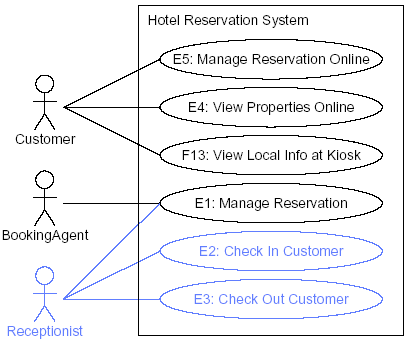 Hotel Reservation System
E5: Manage Reservation Online
E4: View Properties Online
Customer
F13: View Local Info at Kiosk
E1: Manage Reservation
BookingAgent
E2: Check In Customer
E3: Check Out Customer
Receptionist